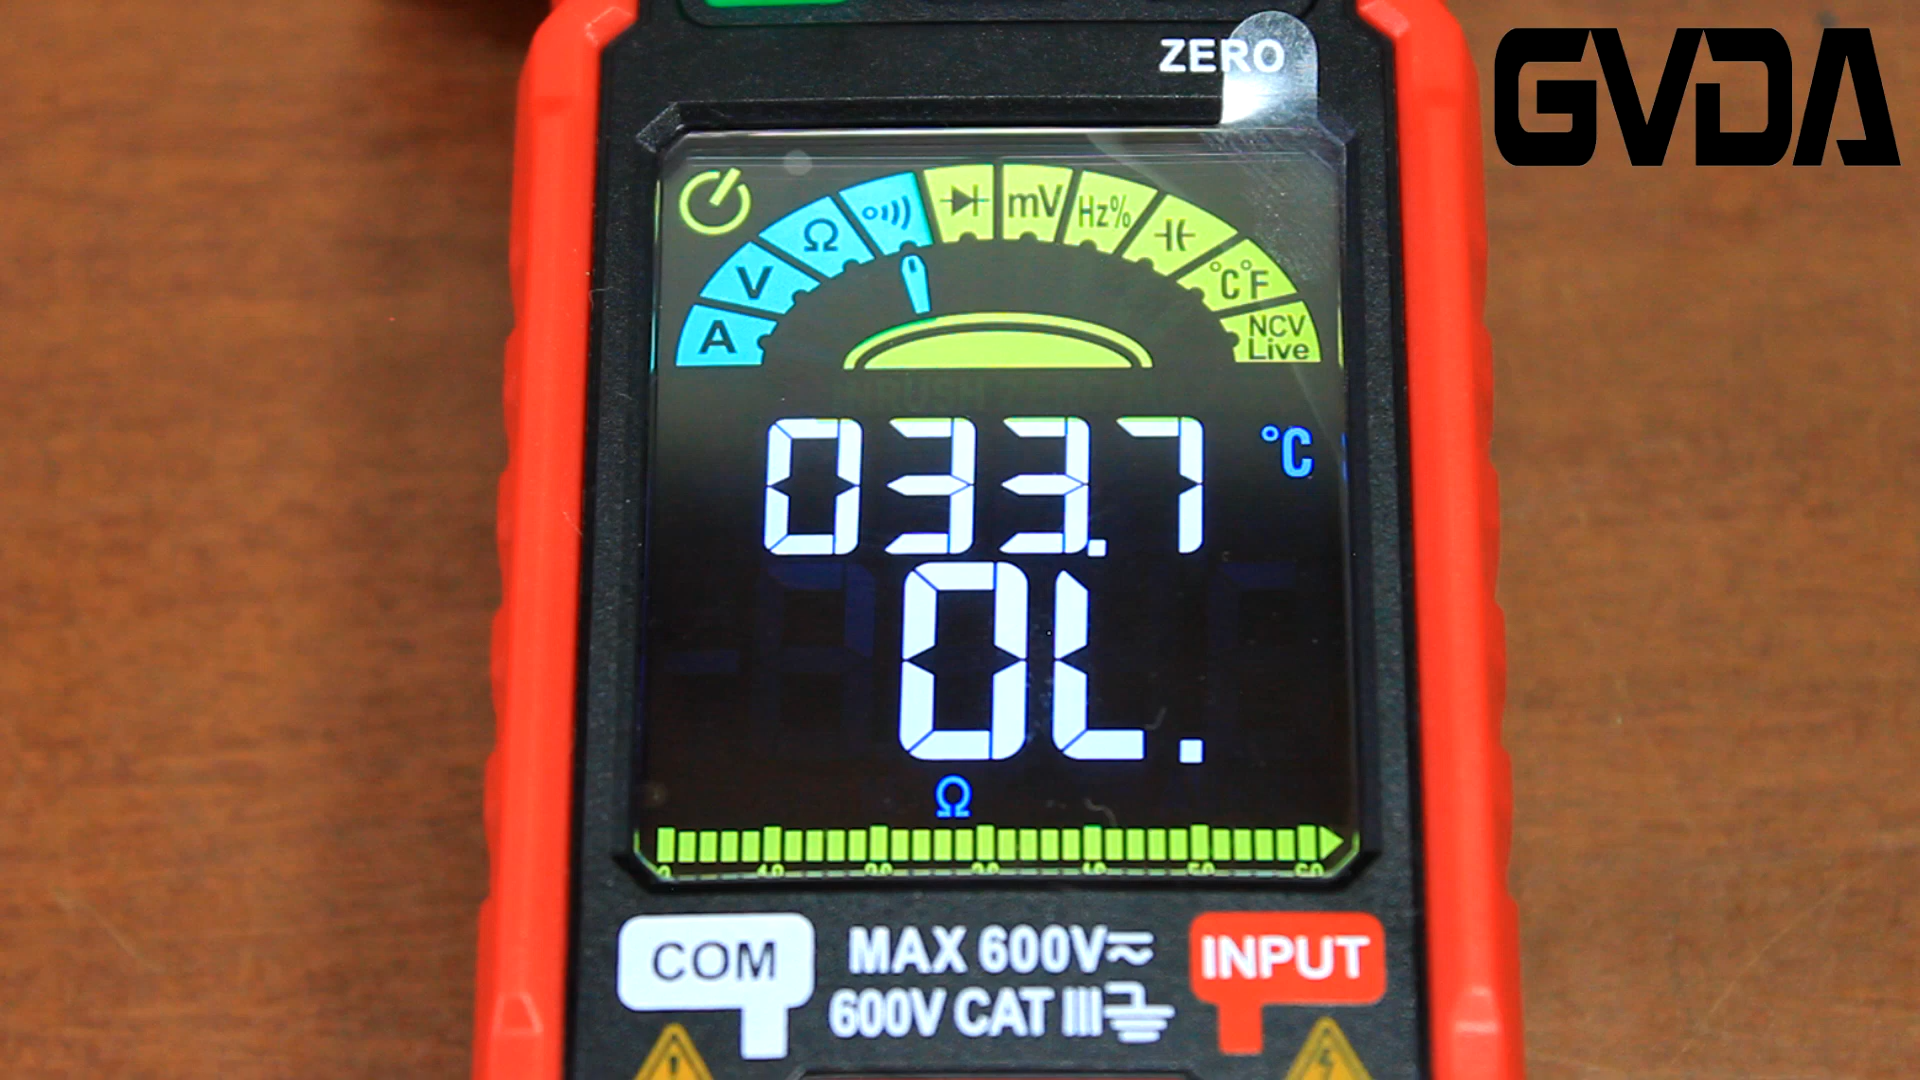 GVDA
ZERO
A V Ω mV Hz% °C°F NCV Live
033.7 °C
OL.
Ω
COM
MAX 600V
INPUT
600V CAT III